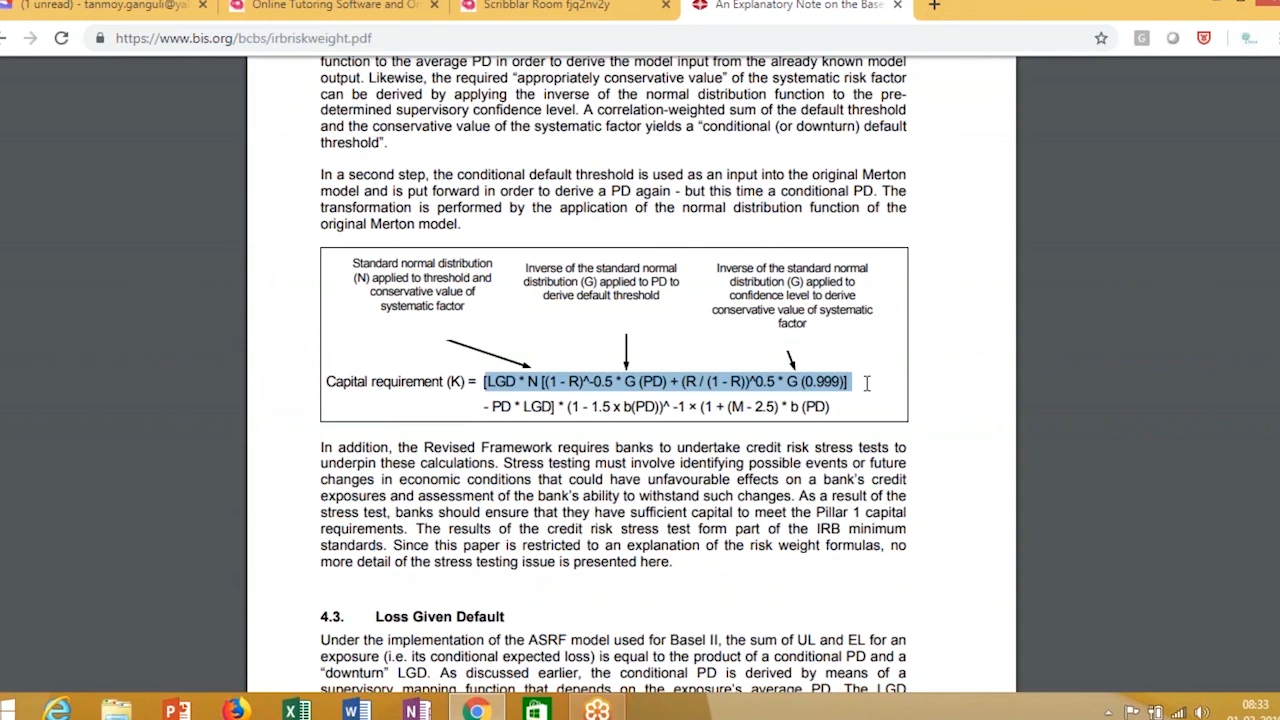 (1 unread) - tanmoy.ganguli@ya
Online Tutoring Software and On
Scribblar Room fjq2nv2y
An Explanatory Note on the Base
https://www.bis.org/bcbs/irbriskweight.pdf
function to the average PD in order to derive the model input from the already known model
output. Likewise, the required "appropriately conservative value" of the systematic risk factor
can be derived by applying the inverse of the normal distribution function to the pre-
determined supervisory confidence level. A correlation-weighted sum of the default threshold
and the conservative value of the systematic factor yields a "conditional (or downturn) default
threshold".
In a second step, the conditional default threshold is used as an input into the original Merton
model and is put forward in order to derive a PD again - but this time a conditional PD. The
transformation is performed by the application of the normal distribution function of the
original Merton model.
Standard normal distribution
(N) applied to threshold and
conservative value of
systematic factor
Inverse of the standard normal
distribution (G) applied to PD to
derive default threshold
Inverse of the standard normal
distribution (G) applied to
confidence level to derive
conservative value of systematic
factor
Capital requirement (K) = [LGD * N [(1 - R)^-0.5 * G (PD) + (R / (1 - R))^0.5 * G (0.999)]
- PD * LGD] * (1 - 1.5 x b(PD))^ -1 × (1 + (M - 2.5) * b (PD)
In addition, the Revised Framework requires banks to undertake credit risk stress tests to
underpin these calculations. Stress testing must involve identifying possible events or future
changes in economic conditions that could have unfavourable effects on a bank's credit
exposures and assessment of the bank's ability to withstand such changes. As a result of the
stress test, banks should ensure that they have sufficient capital to meet the Pillar 1 capital
requirements. The results of the credit risk stress test form part of the IRB minimum
standards. Since this paper is restricted to an explanation of the risk weight formulas, no
more detail of the stress testing issue is presented here.
4.3. Loss Given Default
Under the implementation of the ASRF model used for Basel II, the sum of UL and EL for an
exposure (i.e. its conditional expected loss) is equal to the product of a conditional PD and a
"downturn" LGD. As discussed earlier, the conditional PD is derived by means of a
supervisory mapping function that depends on the exposure's average PD. The LGD
08:33